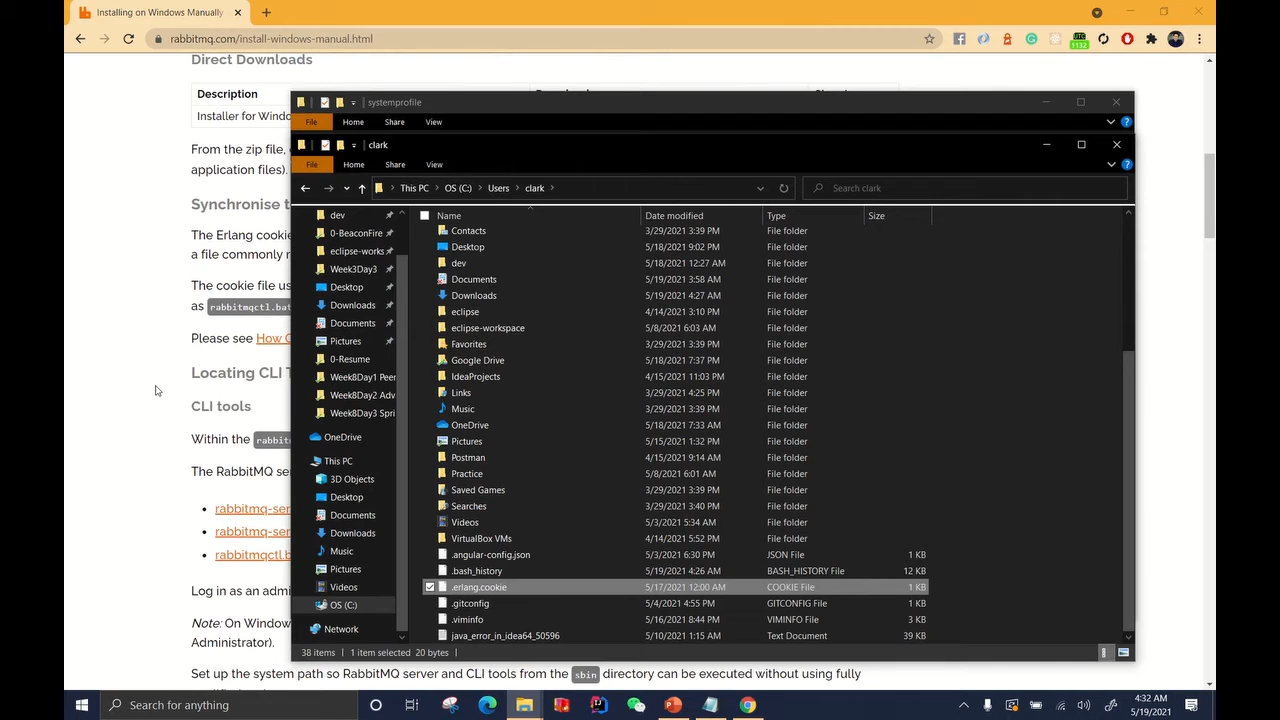 Installing on Windows Manually
rabbitmq.com/install-windows-manual.html
1132
Direct Downloads
Description
Installer for Windo
From the zip file,
application files).
Synchronise t
The Erlang cookie
a file commonly r
The cookie file us
as rabbitmqctl.bat
Please see How C
Locating CLI T
CLI tools
Within the rabbitm
The RabbitMQ ser
rabbitmq-ser
rabbitmq-ser
rabbitmqctl.b
Log in as an admi
Note: On Window
Administrator).
Set up the system path so RabbitMQ server and CLI tools from the sbin directory can be executed without using fully
systemprofile
File Home Share View
clark
File Home Share View
This PC OS (C:) Users clark
Search clark
dev
0-BeaconFire
eclipse-works
Week3Day3
Desktop
Downloads
Documents
Pictures
0-Resume
Week8Day1 Peer
Week8Day2 Adv
Week8Day3 Spri
OneDrive
This PC
3D Objects
Desktop
Documents
Downloads
Music
Pictures
Videos
OS (C:)
Network
Name Date modified Type Size
Contacts 3/29/2021 3:39 PM File folder
Desktop 5/18/2021 9:02 PM File folder
dev 5/18/2021 12:27 AM File folder
Documents 5/19/2021 3:58 AM File folder
Downloads 5/19/2021 4:27 AM File folder
eclipse 4/14/2021 3:10 PM File folder
eclipse-workspace 5/8/2021 6:03 AM File folder
Favorites 3/29/2021 3:39 PM File folder
Google Drive 5/18/2021 7:37 PM File folder
IdeaProjects 4/15/2021 11:03 PM File folder
Links 3/29/2021 4:25 PM File folder
Music 3/29/2021 3:39 PM File folder
OneDrive 5/18/2021 7:33 AM File folder
Pictures 5/15/2021 1:32 PM File folder
Postman 4/15/2021 9:14 AM File folder
Practice 5/8/2021 6:01 AM File folder
Saved Games 3/29/2021 3:39 PM File folder
Searches 3/29/2021 3:40 PM File folder
Videos 5/3/2021 5:34 AM File folder
VirtualBox VMs 4/14/2021 5:52 PM File folder
.angular-config.json 5/3/2021 6:30 PM JSON File 1 KB
.bash_history 5/19/2021 4:26 AM BASH_HISTORY File 12 KB
.erlang.cookie 5/17/2021 12:00 AM COOKIE File 1 KB
.gitconfig 5/4/2021 4:55 PM GITCONFIG File 1 KB
.viminfo 5/16/2021 8:44 PM VIMINFO File 3 KB
java_error_in_idea64_50596 5/10/2021 1:15 AM Text Document 39 KB
38 items 1 item selected 20 bytes
Search for anything
4:32 AM
5/19/2021